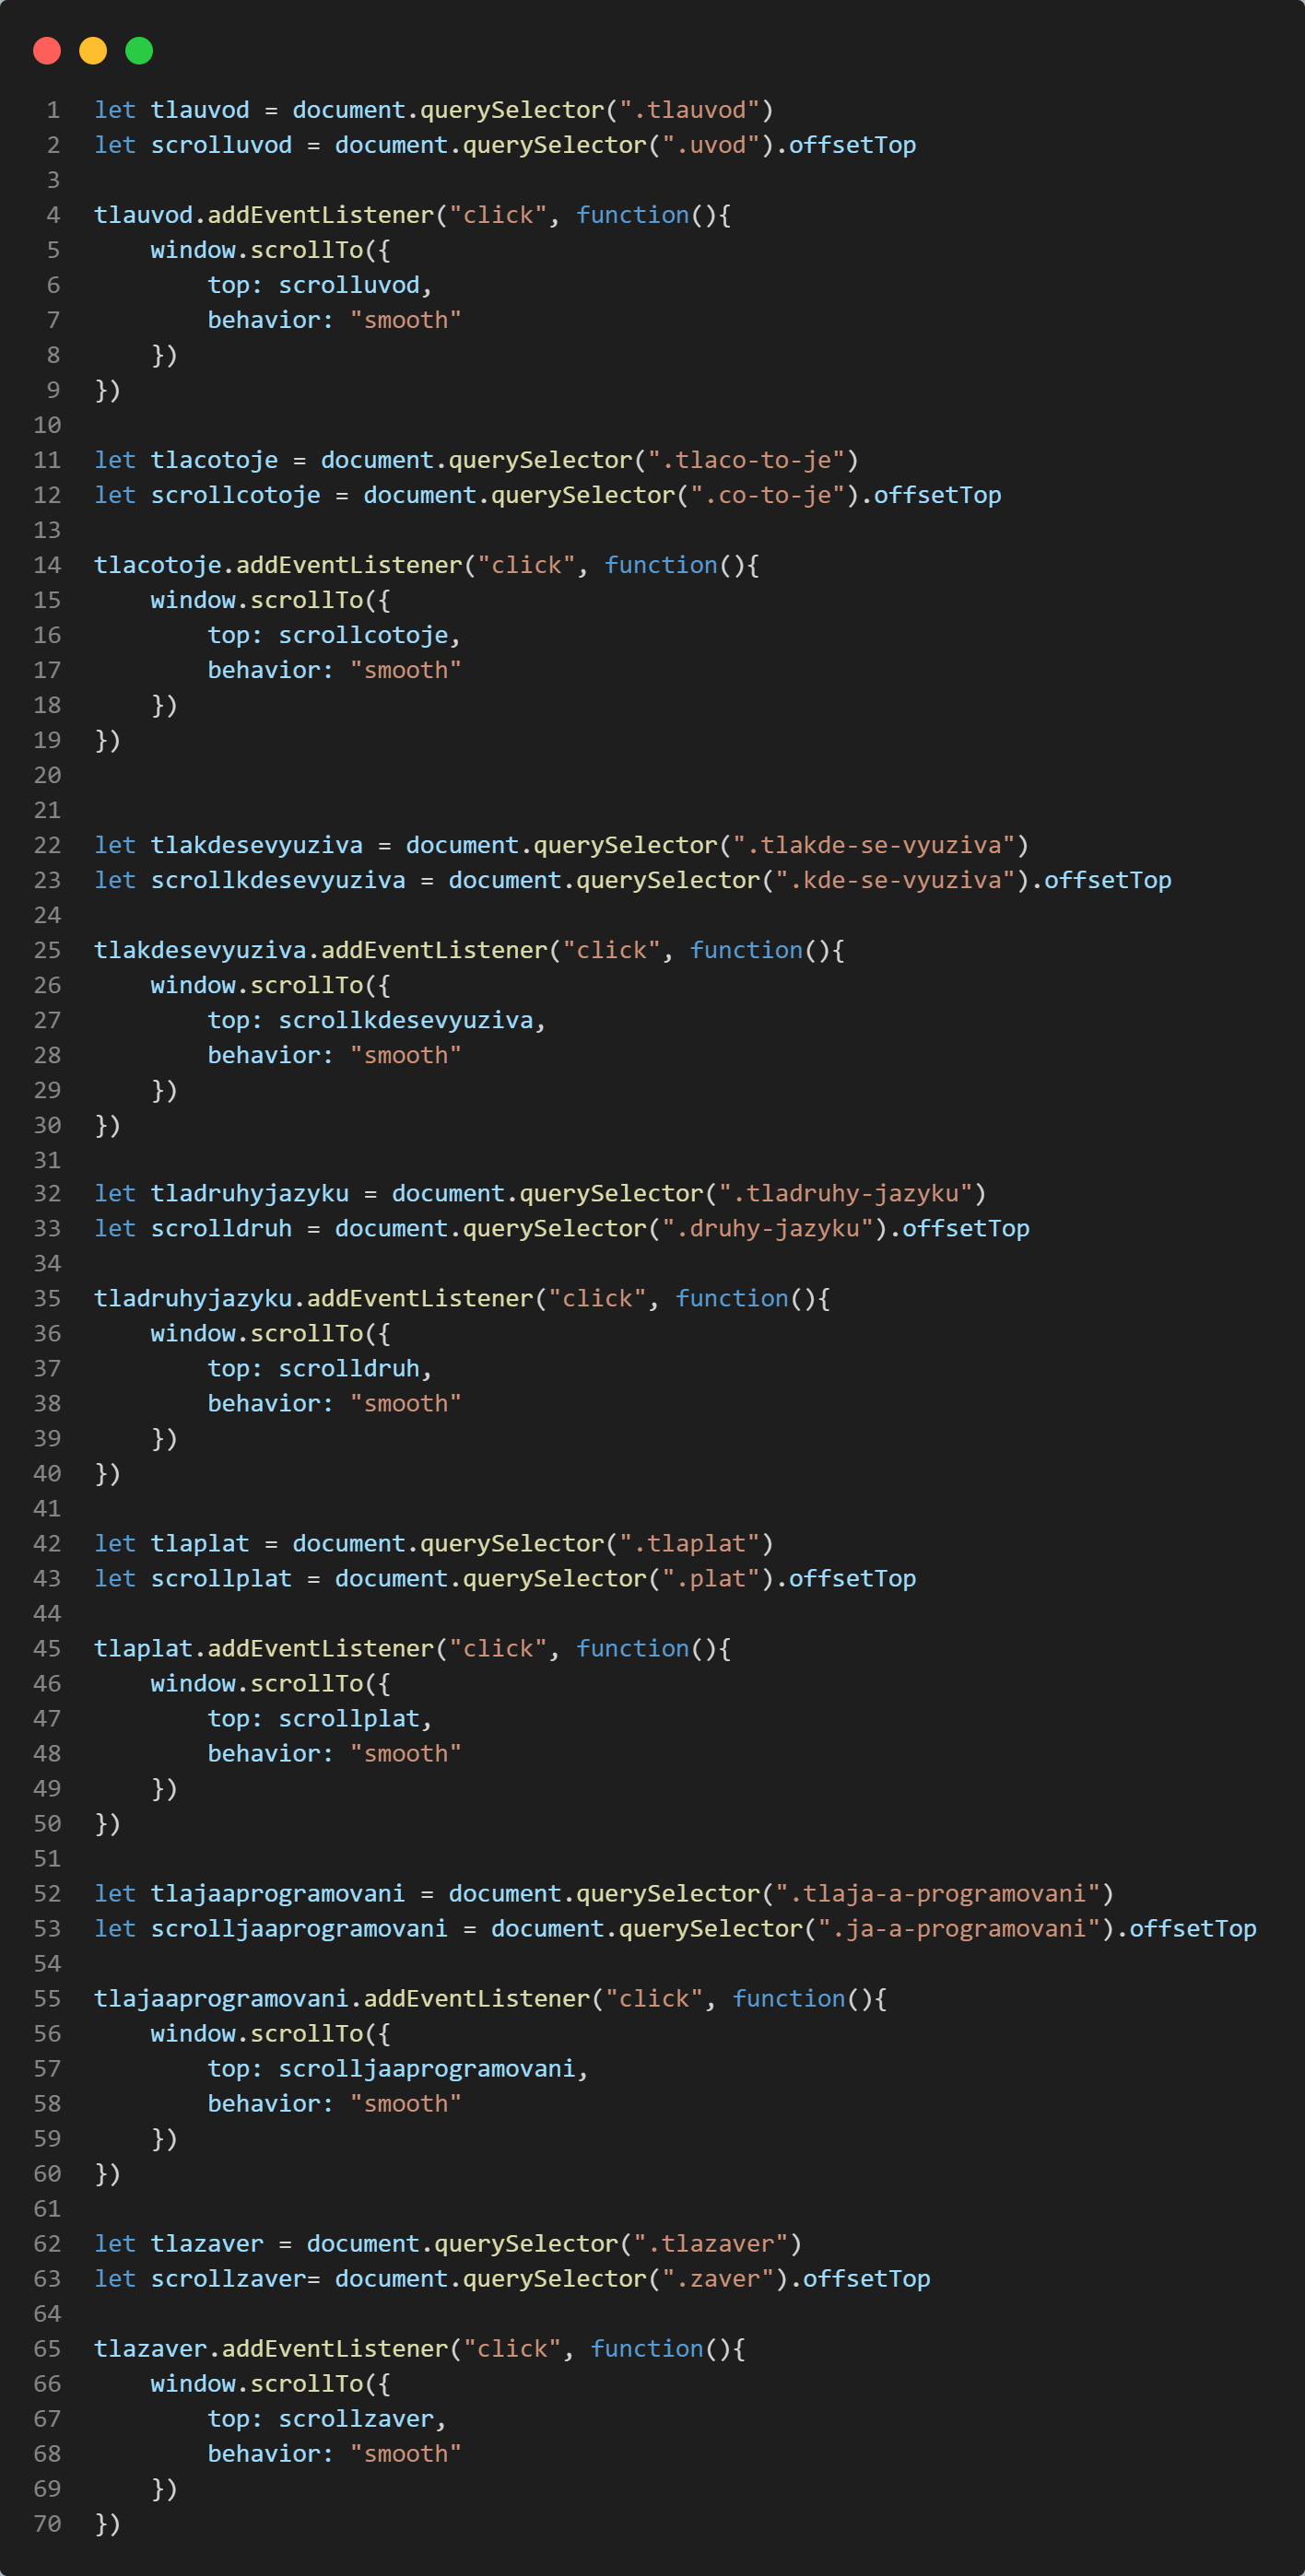 1 let tlauvod = document.querySelector(".tlauvod")
2 let scrolluvod = document.querySelector(".uvod").offsetTop
3
4 tlauvod.addEventListener("click", function(){
5     window.scrollTo({
6         top: scrolluvod,
7         behavior: "smooth"
8     })
9 })
10
11 let tlacotoje = document.querySelector(".tlaco-to-je")
12 let scrollcotoje = document.querySelector(".co-to-je").offsetTop
13
14 tlacotoje.addEventListener("click", function(){
15     window.scrollTo({
16         top: scrollcotoje,
17         behavior: "smooth"
18     })
19 })
20
21
22 let tlakdesevyuziva = document.querySelector(".tlakde-se-vyuziva")
23 let scrollkdesevyuziva = document.querySelector(".kde-se-vyuziva").offsetTop
24
25 tlakdesevyuziva.addEventListener("click", function(){
26     window.scrollTo({
27         top: scrollkdesevyuziva,
28         behavior: "smooth"
29     })
30 })
31
32 let tladruhyjazyku = document.querySelector(".tladruhy-jazyku")
33 let scrolldruh = document.querySelector(".druhy-jazyku").offsetTop
34
35 tladruhyjazyku.addEventListener("click", function(){
36     window.scrollTo({
37         top: scrolldruh,
38         behavior: "smooth"
39     })
40 })
41
42 let tlaplat = document.querySelector(".tlaplat")
43 let scrollplat = document.querySelector(".plat").offsetTop
44
45 tlaplat.addEventListener("click", function(){
46     window.scrollTo({
47         top: scrollplat,
48         behavior: "smooth"
49     })
50 })
51
52 let tlajaaprogramovani = document.querySelector(".tlaja-a-programovani")
53 let scrolljaaprogramovani = document.querySelector(".ja-a-programovani").offsetTop
54
55 tlajaaprogramovani.addEventListener("click", function(){
56     window.scrollTo({
57         top: scrolljaaprogramovani,
58         behavior: "smooth"
59     })
60 })
61
62 let tlazaver = document.querySelector(".tlazaver")
63 let scrollzaver= document.querySelector(".zaver").offsetTop
64
65 tlazaver.addEventListener("click", function(){
66     window.scrollTo({
67         top: scrollzaver,
68         behavior: "smooth"
69     })
70 })